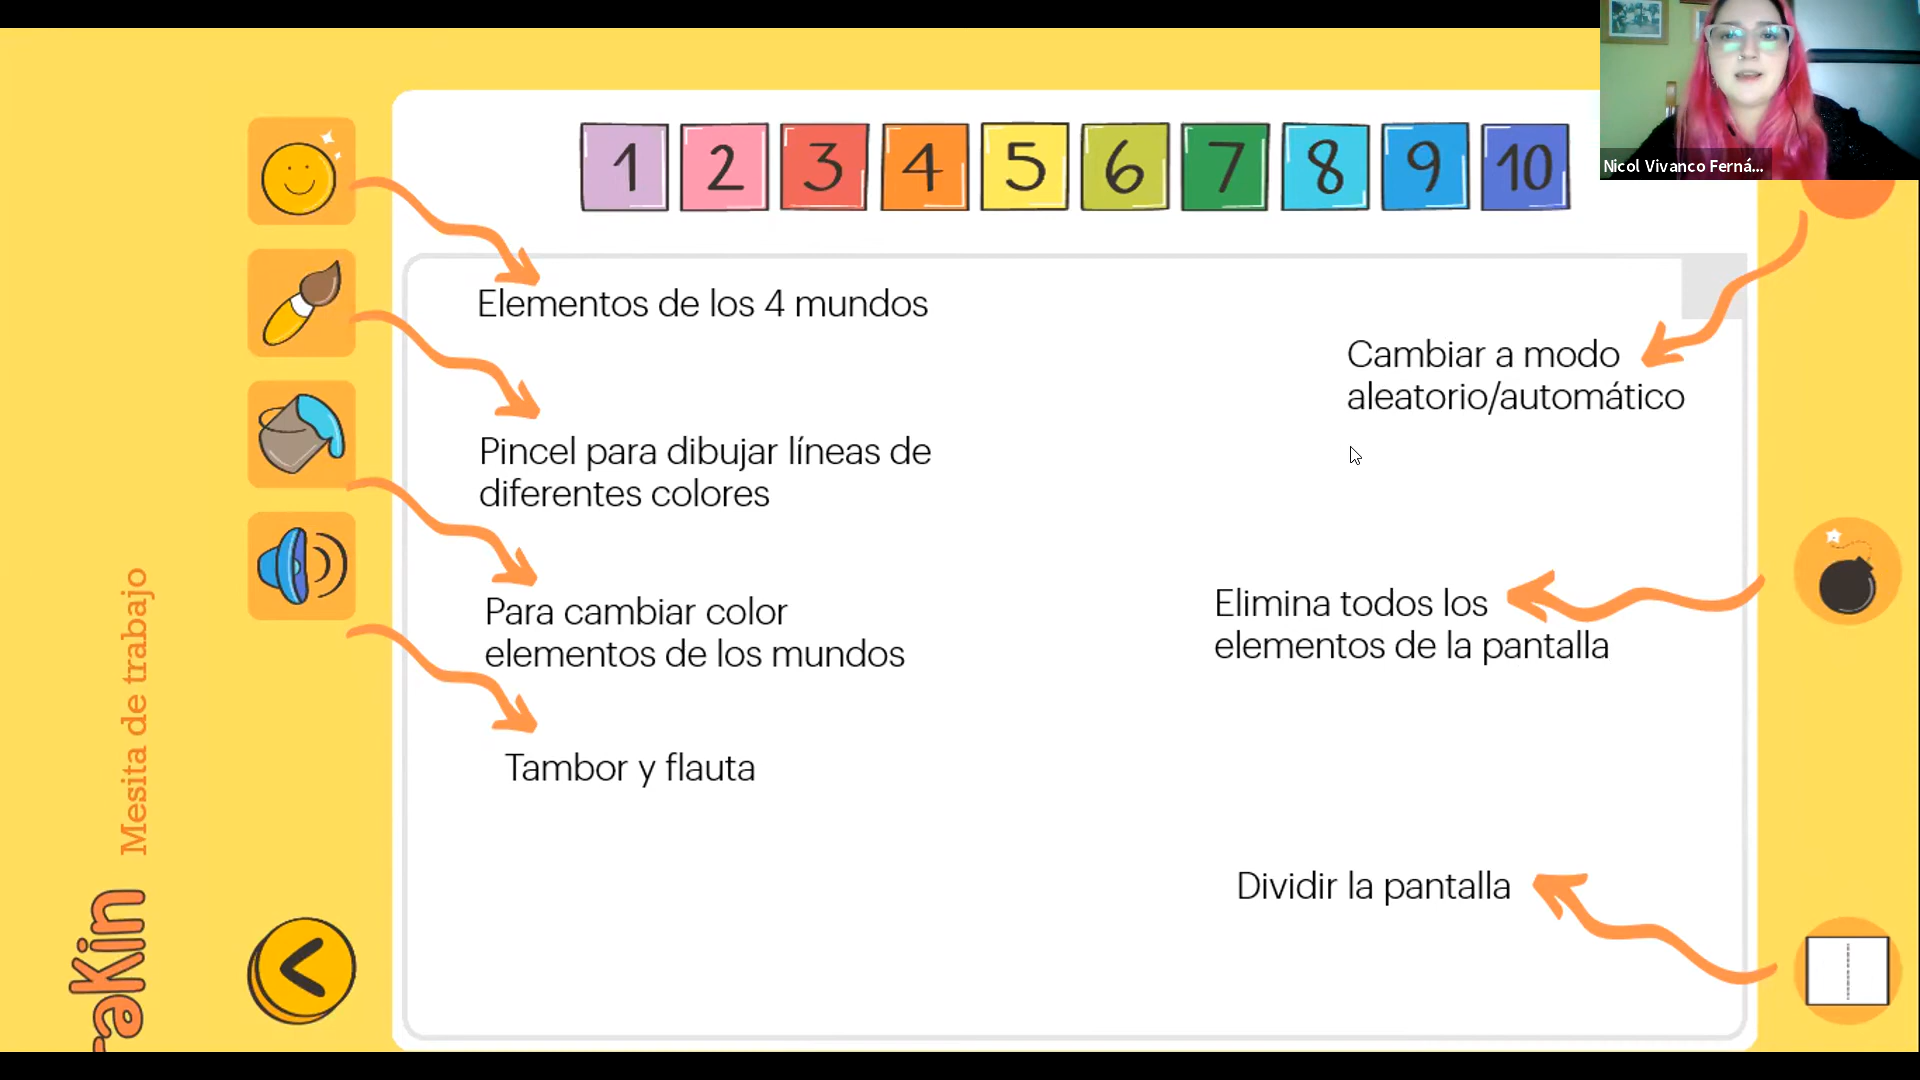 1 2 3 4 5 6 7 8 9 10
Nicol Vivanco Ferná...
Elementos de los 4 mundos
Cambiar a modo
aleatorio/automático
Pincel para dibujar líneas de
diferentes colores
Para cambiar color
elementos de los mundos
Elimina todos los
elementos de la pantalla
Tambor y flauta
Dividir la pantalla
Mesita de trabajo